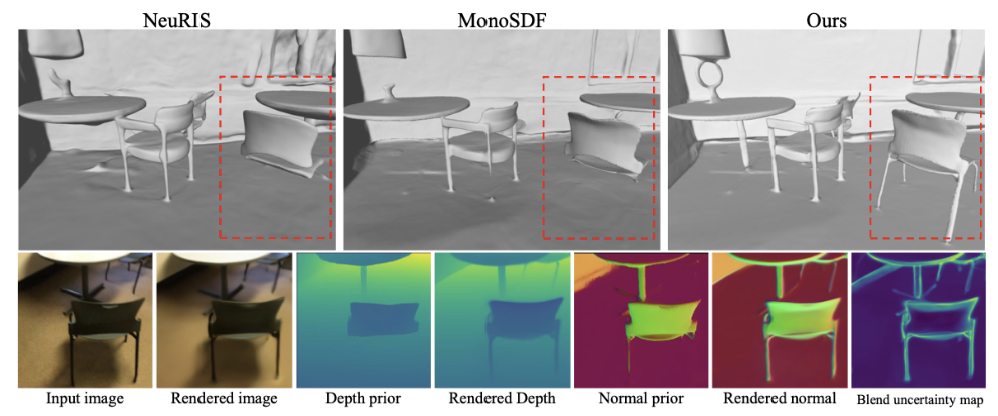 NeuRIS
MonoSDF
Ours
Input image
Rendered image
Depth prior
Rendered Depth
Normal prior
Rendered normal
Blend uncertainty map